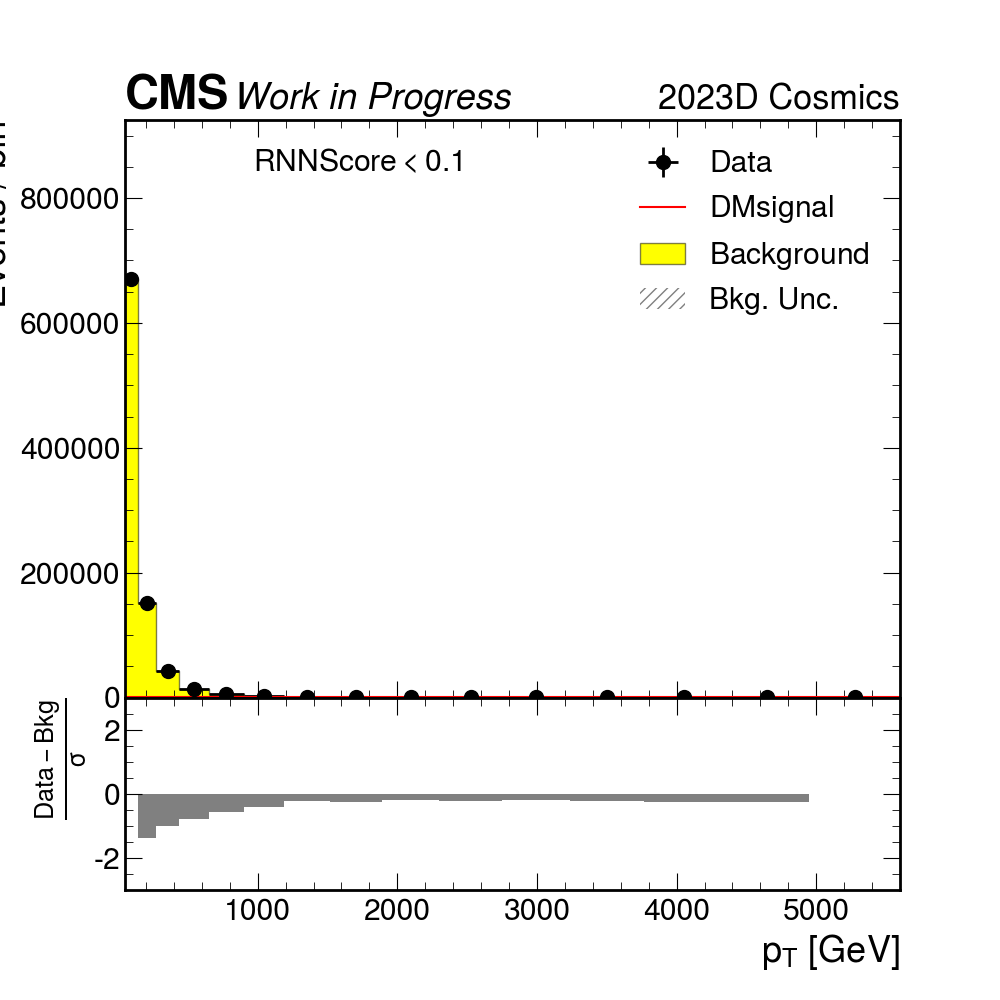 CMS Work in Progress 2023D Cosmics
RNNScore < 0.1
Data
DMsignal
Background
Bkg. Unc.
800000
600000
400000
200000
0
Data − Bkg
σ
2
0
-2
1000 2000 3000 4000 5000
pT [GeV]